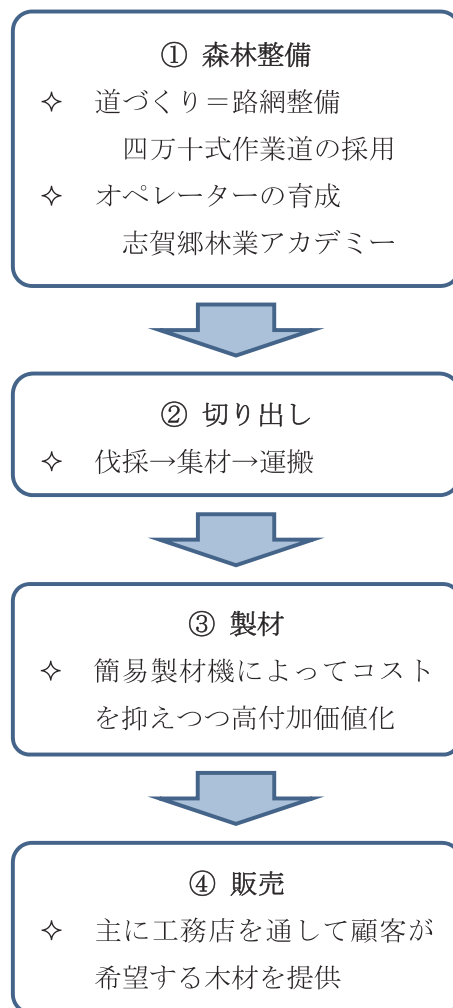 ① 森林整備
✧ 道づくり＝路網整備
四万十式作業道の採用
✧ オペレーターの育成
志賀郷林業アカデミー
② 切り出し
✧ 伐採→集材→運搬
③ 製材
✧ 簡易製材機によってコスト
を抑えつつ高付加価値化
④ 販売
✧ 主に工務店を通して顧客が
希望する木材を提供